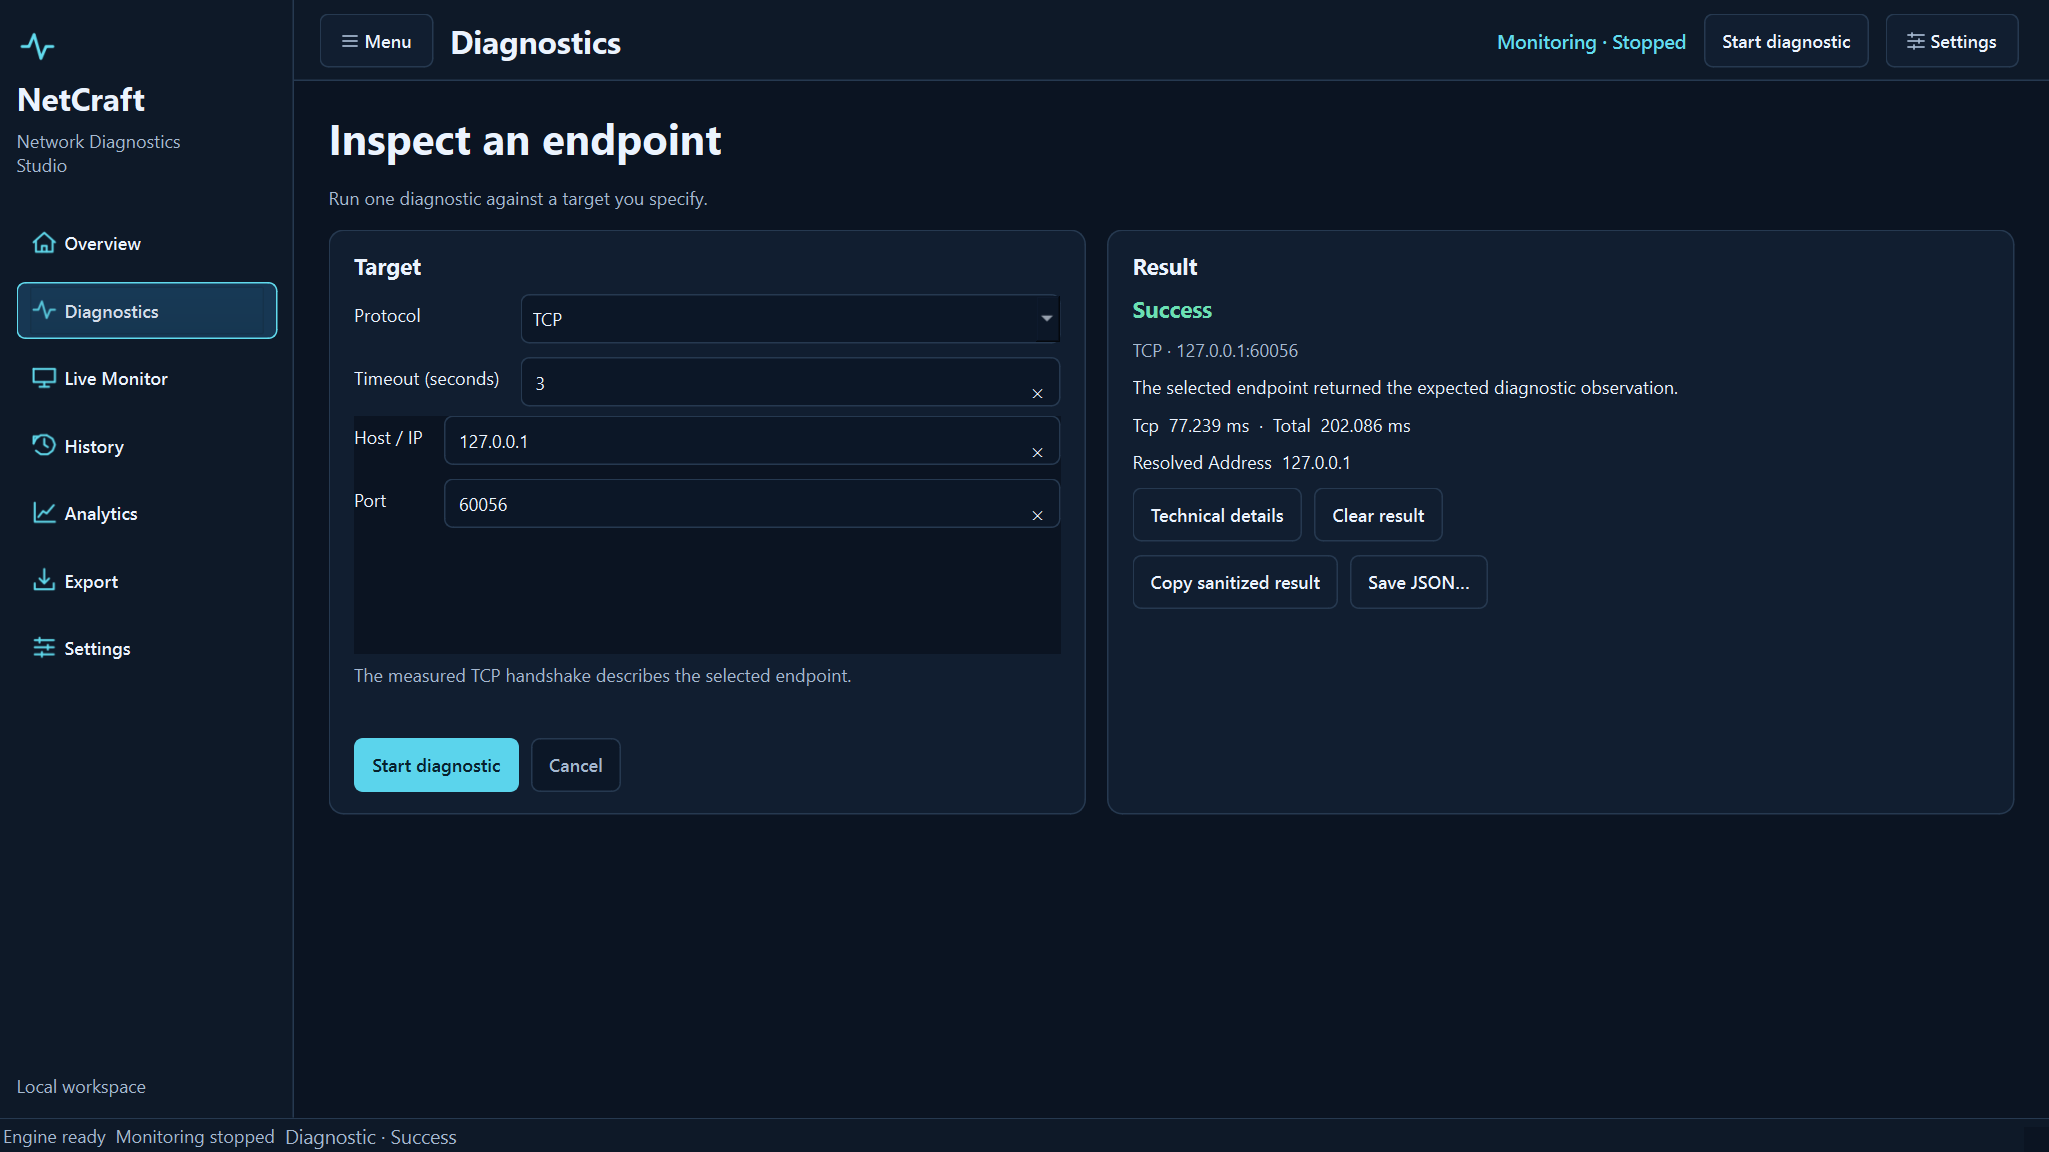 NetCraft
Network Diagnostics
Studio
Overview
Diagnostics
Live Monitor
History
Analytics
Export
Settings
Local workspace
Menu
Diagnostics
Monitoring · Stopped
Start diagnostic
Settings
Inspect an endpoint
Run one diagnostic against a target you specify.
Target
Protocol
TCP
Timeout (seconds)
3
Host / IP
127.0.0.1
Port
60056
The measured TCP handshake describes the selected endpoint.
Start diagnostic
Cancel
Result
Success
TCP · 127.0.0.1:60056
The selected endpoint returned the expected diagnostic observation.
Tcp 77.239 ms · Total 202.086 ms
Resolved Address 127.0.0.1
Technical details
Clear result
Copy sanitized result
Save JSON...
Engine ready Monitoring stopped Diagnostic · Success